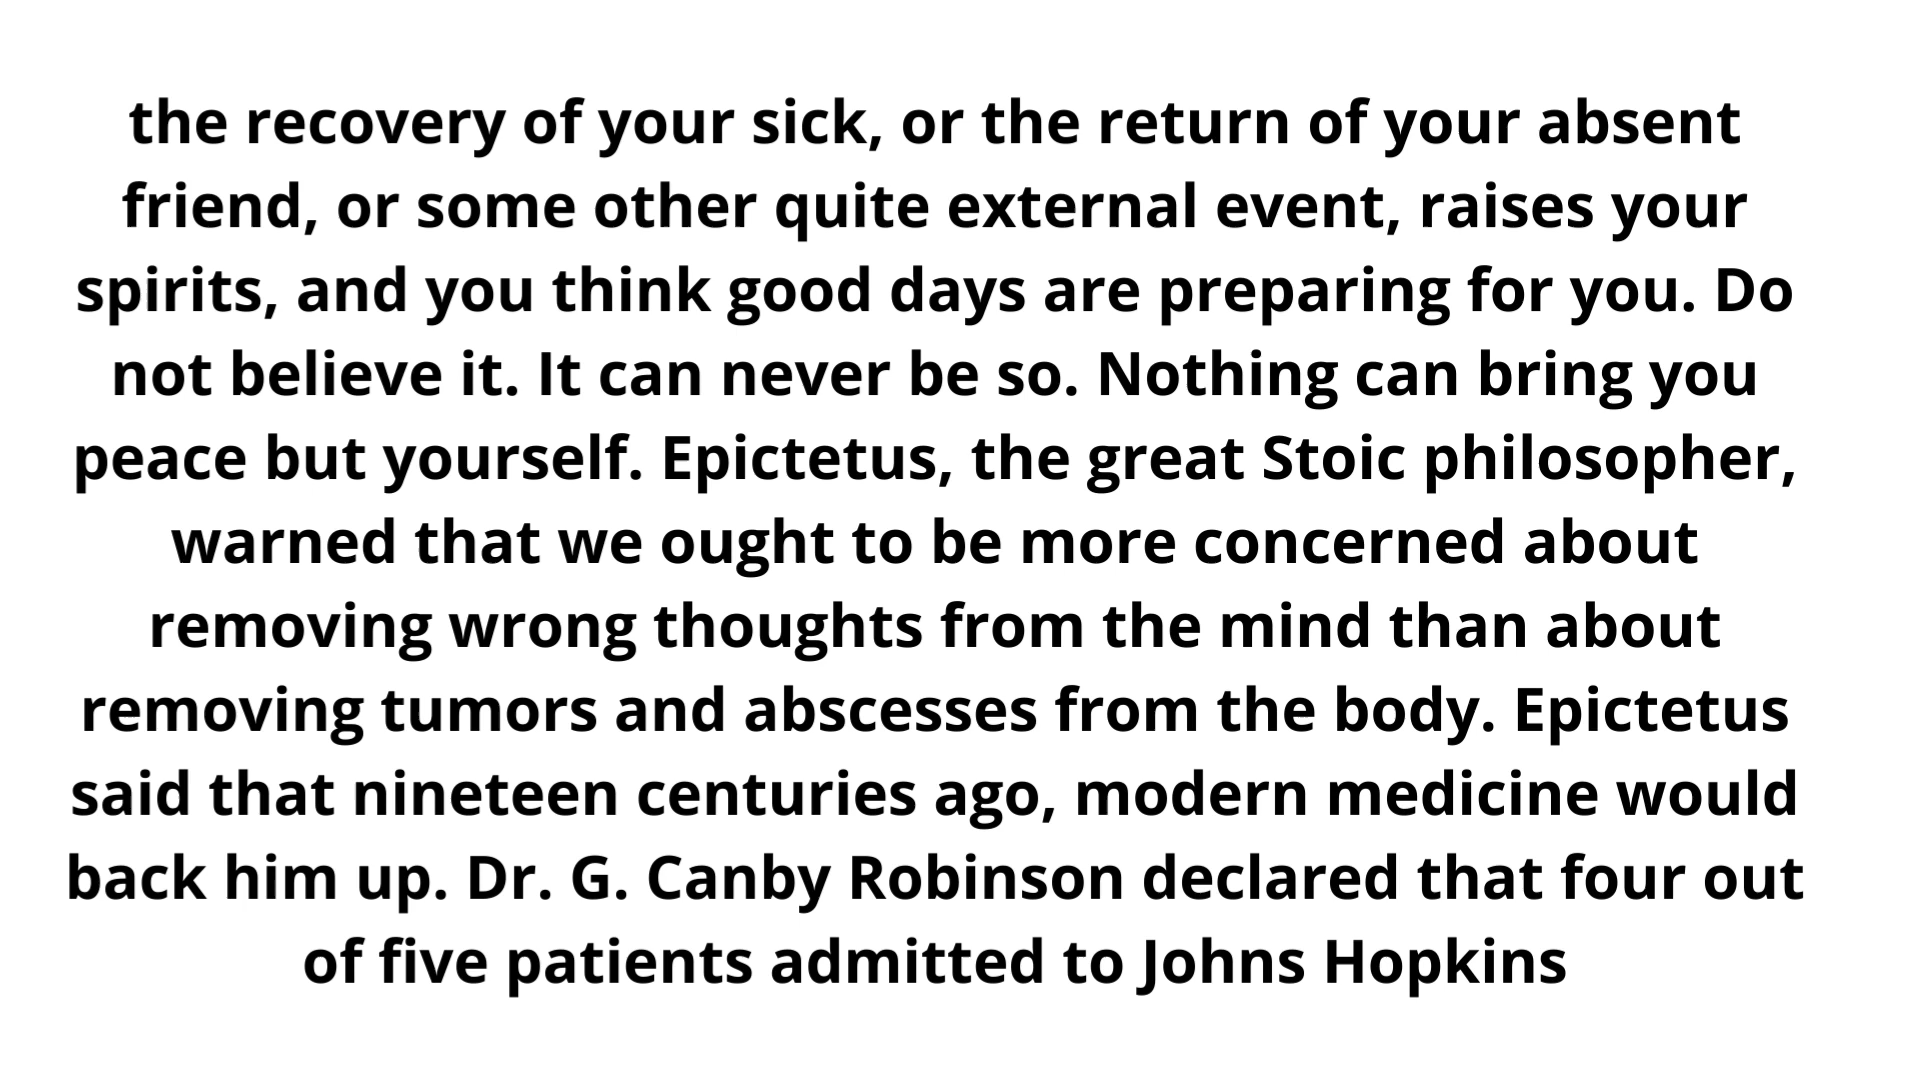 the recovery of your sick, or the return of your absent
friend, or some other quite external event, raises your
spirits, and you think good days are preparing for you. Do
not believe it. It can never be so. Nothing can bring you
peace but yourself. Epictetus, the great Stoic philosopher,
warned that we ought to be more concerned about
removing wrong thoughts from the mind than about
removing tumors and abscesses from the body. Epictetus
said that nineteen centuries ago, modern medicine would
back him up. Dr. G. Canby Robinson declared that four out
of five patients admitted to Johns Hopkins